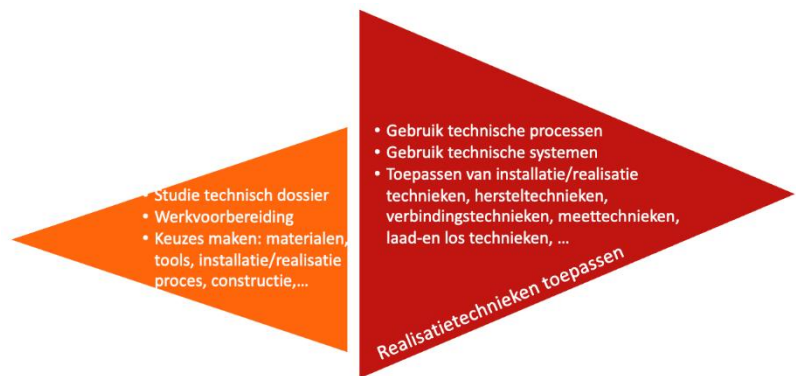 • Studie technisch dossier
• Werkvoorbereiding
• Keuzes maken: materialen,
tools, installatie/realisatie
proces, constructie,...
• Gebruik technische processen
• Gebruik technische systemen
• Toepassen van installatie/realisatie
technieken, hersteltechnieken,
verbindingstechnieken, meettechnieken,
laad-en los technieken, ...
Realisatietechnieken toepassen